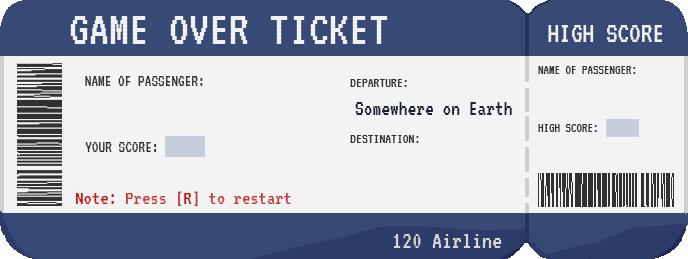 GAME OVER TICKET
NAME OF PASSENGER:
YOUR SCORE:
Note: Press [R] to restart
DEPARTURE:
Somewhere on Earth
DESTINATION:
120 Airline
HIGH SCORE
NAME OF PASSENGER:
HIGH SCORE: